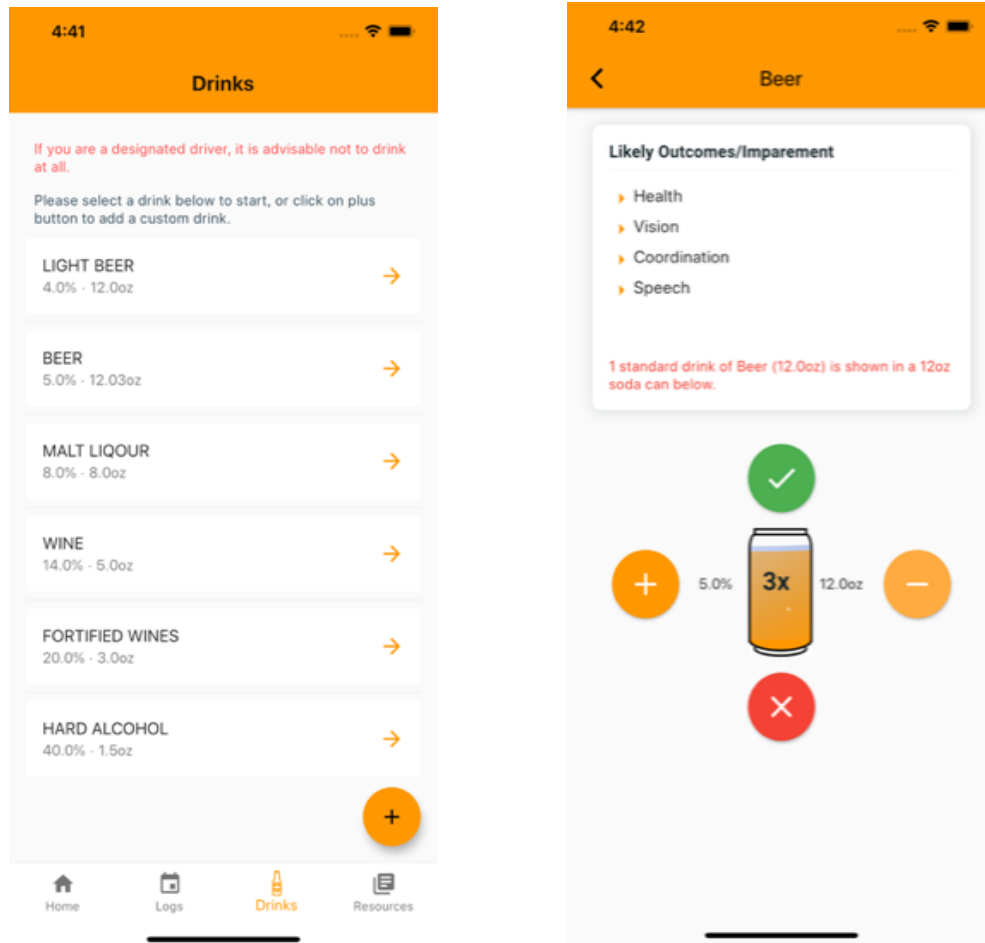 4:41
Drinks
If you are a designated driver, it is advisable not to drink
at all.
Please select a drink below to start, or click on plus
button to add a custom drink.
LIGHT BEER
4.0% · 12.0oz
BEER
5.0% · 12.03oz
MALT LIQOUR
8.0% · 8.0oz
WINE
14.0% · 5.0oz
FORTIFIED WINES
20.0% · 3.0oz
HARD ALCOHOL
40.0% · 1.5oz
+
Home
Logs
Drinks
Resources
4:42
Beer
Likely Outcomes/Imparement
Health
Vision
Coordination
Speech
1 standard drink of Beer (12.0oz) is shown in a 12oz
soda can below.
+
5.0%
3x
12.0oz
−